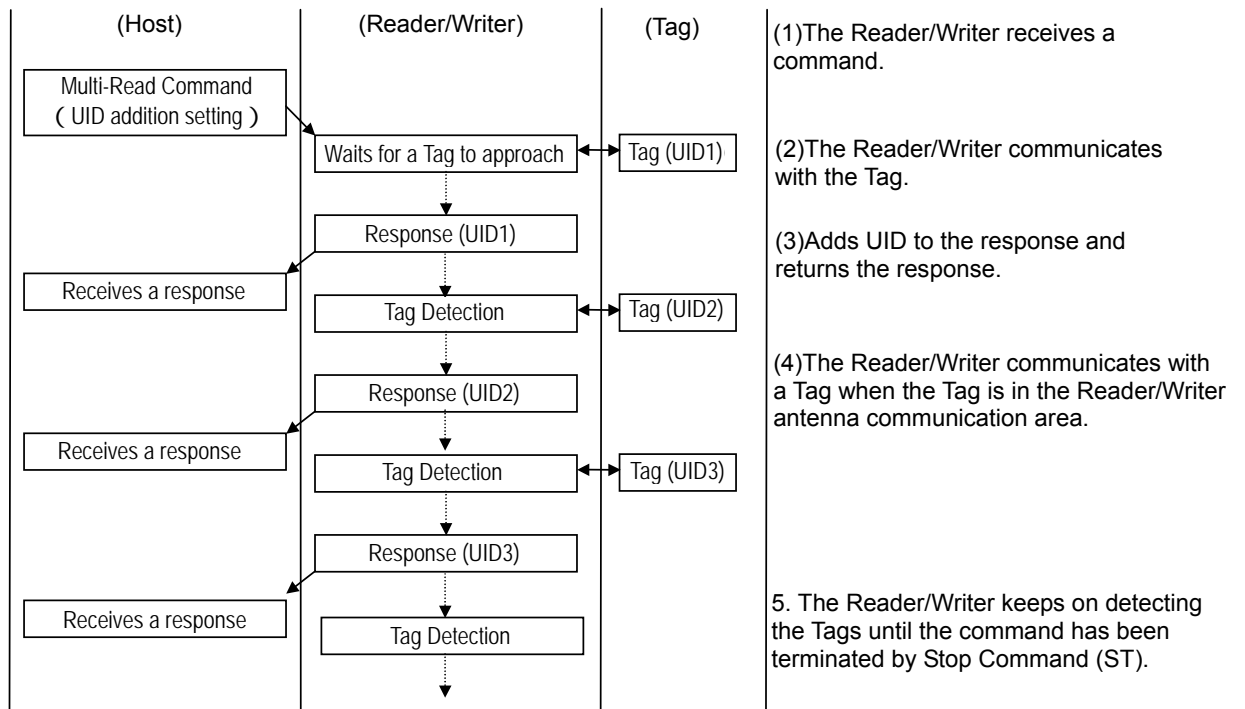 (Host)
(Reader/Writer)
(Tag)
(1)The Reader/Writer receives a
command.
Multi-Read Command
( UID addition setting )
Waits for a Tag to approach
Tag (UID1)
(2)The Reader/Writer communicates
with the Tag.
Response (UID1)
(3)Adds UID to the response and
returns the response.
Receives a response
Tag Detection
Tag (UID2)
(4)The Reader/Writer communicates with
a Tag when the Tag is in the Reader/Writer
antenna communication area.
Response (UID2)
Receives a response
Tag Detection
Tag (UID3)
Response (UID3)
Receives a response
Tag Detection
5. The Reader/Writer keeps on detecting
the Tags until the command has been
terminated by Stop Command (ST).